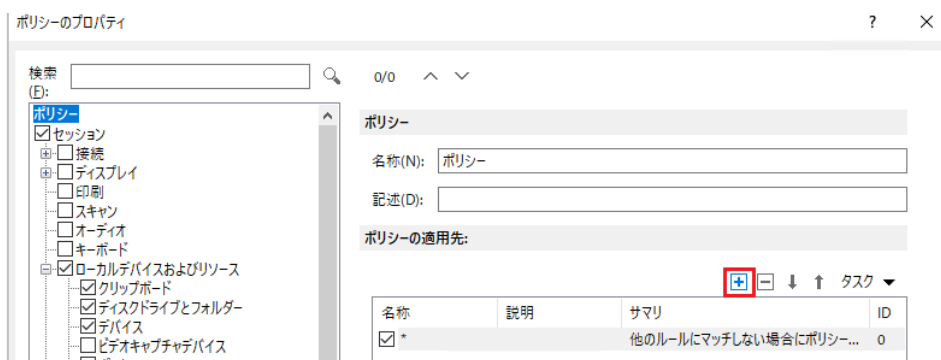 ポリシーのプロパティ
?
×
検索
(F):
0/0
ポリシー
セッション
接続
ディスプレイ
印刷
スキャン
オーディオ
キーボード
ローカルデバイスおよびリソース
クリップボード
ディスクドライブとフォルダー
デバイス
ビデオキャプチャデバイス
ポリシー
名称(N): ポリシー
記述(D):
ポリシーの適用先:
タスク
名称 説明 サマリ ID
* 他のルールにマッチしない場合にポリシー... 0